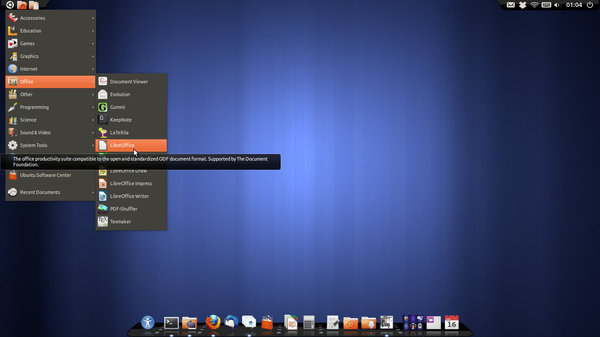 01:04
Accessories
Education
Games
Graphics
Internet
Office
Other
Programming
Science
Sound & Video
System Tools
Ubuntu Software Center
Recent Documents
Document Viewer
Evolution
Gummi
KeepNote
LaTeXila
LibreOffice
The office productivity suite compatible to the open and standardized ODF document format. Supported by The Document
Foundation.
LibreOffice Draw
LibreOffice Impress
LibreOffice Writer
PDF-Shuffler
Texmaker
16